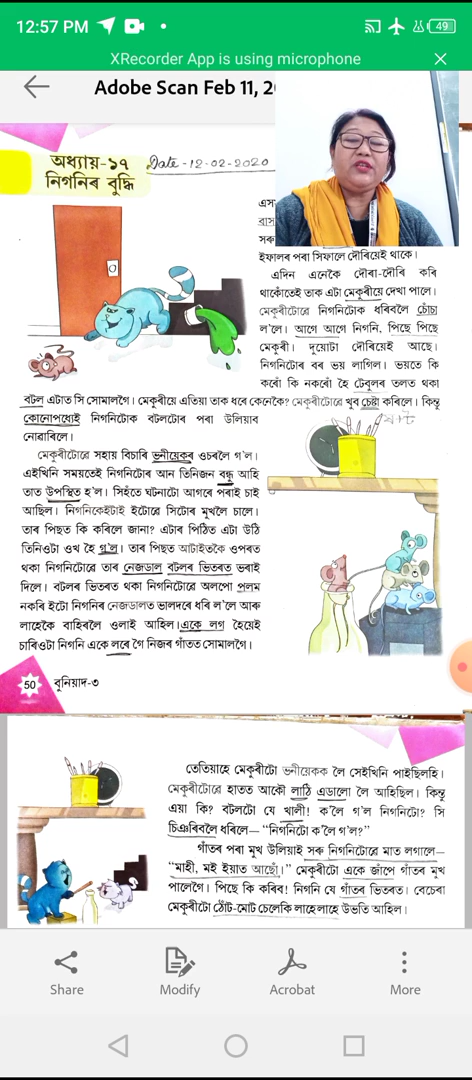 12:57 PM
49
XRecorder App is using microphone
Adobe Scan Feb 11, 2
অধ্যায়-১৭
নিগনিৰ বুদ্ধি
Date -12-02-2020
এস
বাস
সৰু
ইফালৰ পৰা সিফালে দৌৰিয়েই থাকে।
এদিন এনেকৈ দৌৰা-দৌৰি কৰি
থাকোঁতেই তাক এটা মেকুৰীয়ে দেখা পালে।
মেকুৰীটোৱে নিগনিটোক ধৰিবলৈ চোঁচা
ল'লে। আগে আগে নিগনি, পিছে পিছে
মেকুৰী। দুয়োটা দৌৰিয়েই আছে।
নিগনিটোৰ বৰ ভয় লাগিল। ভয়তে কি
কৰোঁ কি নকৰোঁ হৈ টেবুলৰ তলত থকা
বটল এটাত সি সোমালগৈ। মেকুৰীয়ে এতিয়া তাক ধৰে কেনেকৈ? মেকুৰীটোৱে খুব চেষ্টা কৰিলে। কিন্তু
কোনোপধ্যেই নিগনিটোক বটলটোৰ পৰা উলিয়াব
নোৱাৰিলে।
মেকুৰীটোৱে সহায় বিচাৰি ভনীয়েকৰ ওচৰলৈ গ'ল।
এইখিনি সময়তেই নিগনিটোৰ আন তিনিজন বন্ধু আহি
তাত উপস্থিত হ'ল। সিহঁতে ঘটনাটো আগৰে পৰাই চাই
আছিল। নিগনিকেইটাই ইটোৱে সিটোৰ মুখলৈ চালে।
তাৰ পিছত কি কৰিলে জানা? এটাৰ পিঠিত এটা উঠি
তিনিওটা ওখ হৈ গ'ল। তাৰ পিছত আটাইতকৈ ওপৰত
থকা নিগনিটোৱে তাৰ নেজডাল বটলৰ ভিতৰত ভৰাই
দিলে। বটলৰ ভিতৰত থকা নিগনিটোৱে অলপো পলম
নকৰি ইটো নিগনিৰ নেজডালত ভালদৰে ধৰি ল'লে আৰু
লাহেকৈ বাহিৰলৈ ওলাই আহিল। একে লগ হৈয়েই
চাৰিওটা নিগনি একে লৰে গৈ নিজৰ গাঁতত সোমালগৈ।
50 বুনিয়াদ-৩
তেতিয়াহে মেকুৰীটো ভনীয়েকক লৈ সেইখিনি পাইছিলহি।
মেকুৰীটোৱে হাতত আকৌ লাঠি এডালো লৈ আহিছিল। কিন্তু
এয়া কি? বটলটো যে খালী! ক'লৈ গ'ল নিগনিটো? সি
চিঞৰিবলৈ ধৰিলে— "নিগনিটো ক'লৈ গ'ল?"
গাঁতৰ পৰা মুখ উলিয়াই সৰু নিগনিটোৱে মাত লগালে—
"মাহী, মই ইয়াত আছোঁ।" মেকুৰীটো একে জাঁপে গাঁতৰ মুখ
পালেগৈ। পিছে কি কৰিব! নিগনি যে গাঁতৰ ভিতৰত। বেচেৰা
মেকুৰীটো ঠোঁট-মোট চেলেকি লাহে লাহে উভতি আহিল।
Share
Modify
Acrobat
More